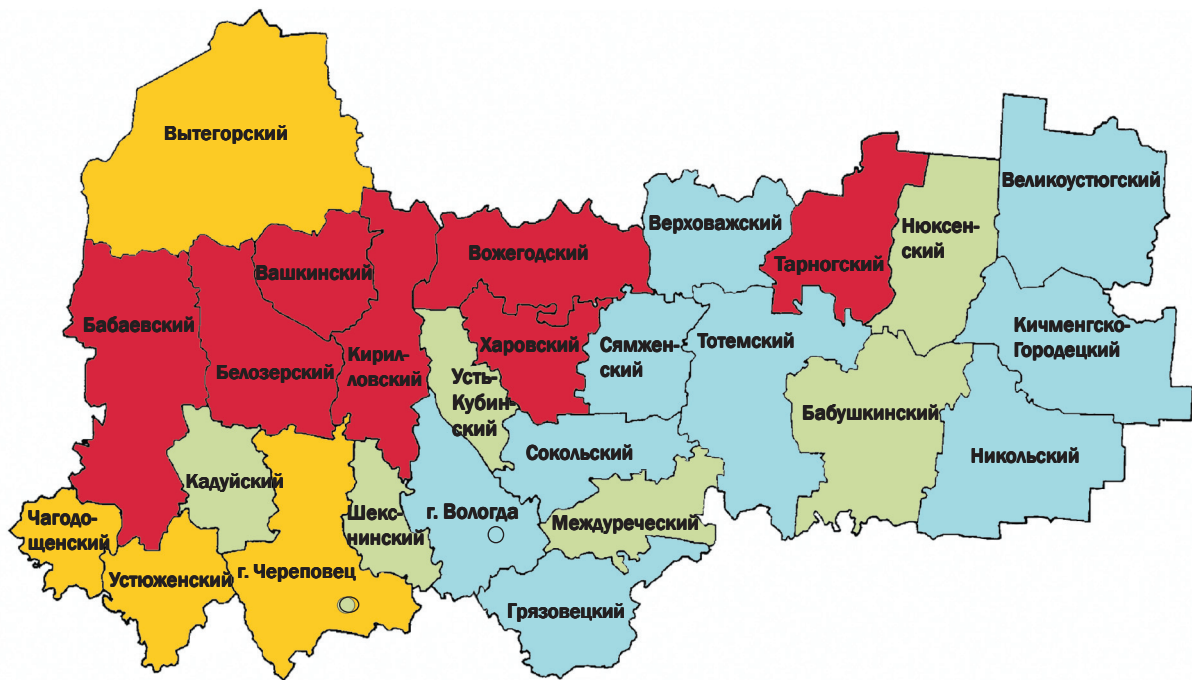 Вытегорский
Великоустюгский
Верховажский
Нюксен-
ский
Вожегодский
Тарногский
Вашкинский
Бабаевский
Кичменгско-
Городецкий
Тотемский
Харовский
Сямжен-
ский
Кирил-
ловский
Белозерский
Усть-
Кубин-
ский
Бабушкинский
Сокольский
Никольский
Кадуйский
Шекс-
нинский
г. Вологда
Междуреческий
Чагодо-
щенский
Устюженский
г. Череповец
Грязовецкий